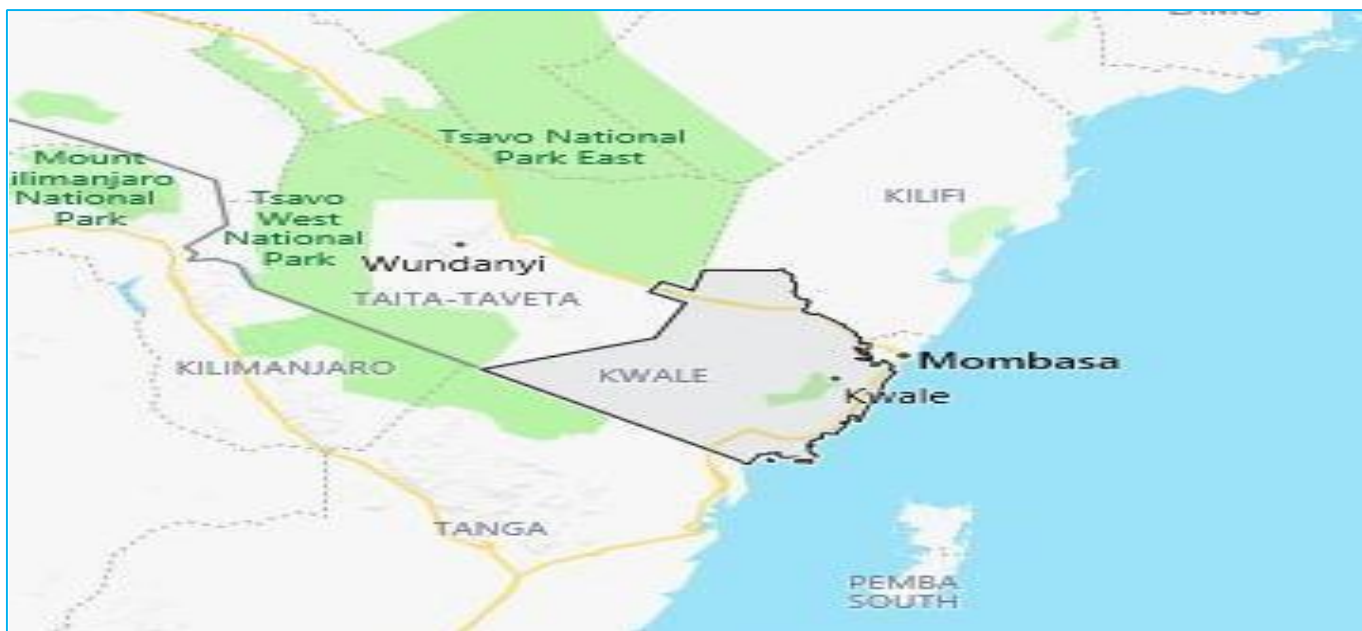 Tsavo National
Park East
Mount
ilimanjaro
National
Park
KILIFI
Tsavo
West
National
Park
Wundanyi
TAITA-TAVETA
Mombasa
KILIMANJARO
KWALE
Kwale
TANGA
PEMBA
SOUTH